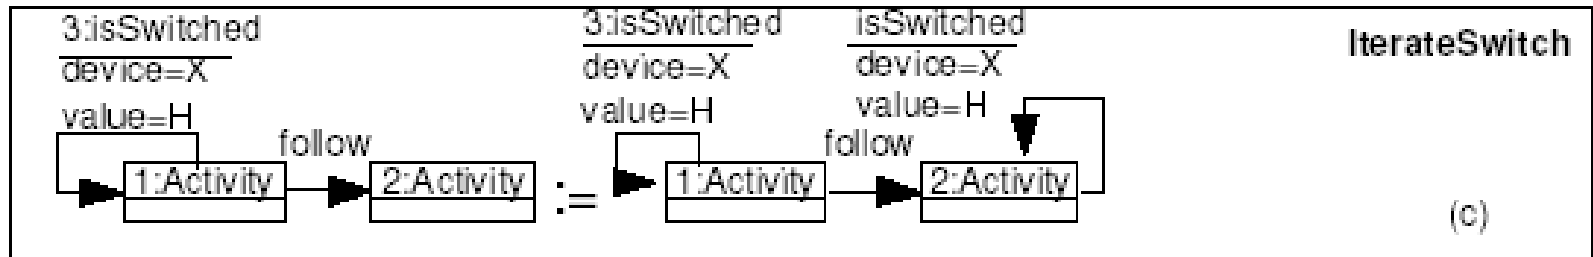 3:isSwitched
device=X
value=H
follow
1:Activity
2:Activity
:=
3:isSwitched
device=X
value=H
follow
1:Activity
isSwitched
device=X
value=H
2:Activity
IterateSwitch
(c)